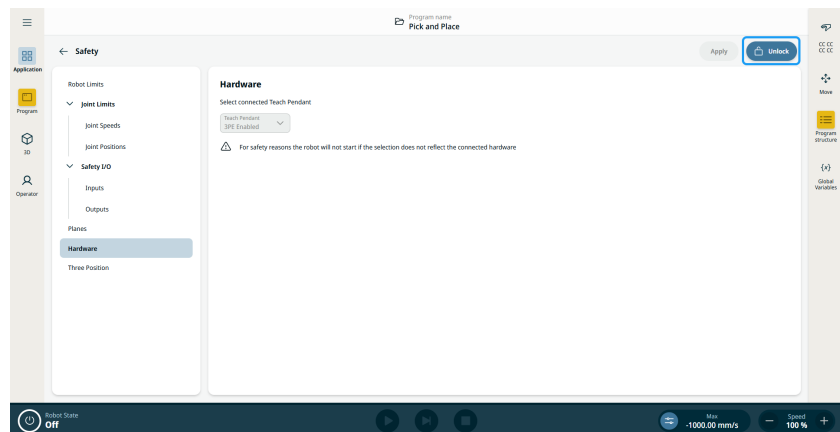 Program name
Pick and Place
Safety
Apply
Unlock
Application
Program
3D
Operator
Robot Limits
Joint Limits
Joint Speeds
Joint Positions
Safety I/O
Inputs
Outputs
Planes
Hardware
Three Position
Hardware
Select connected Teach Pendant
Teach Pendant
3PE Enabled
For safety reasons the robot will not start if the selection does not reflect the connected hardware
CC CC
CC CC
Move
Program
structure
{x}
Global
Variables
Robot State
Off
Max
-1000.00 mm/s
Speed
100 %